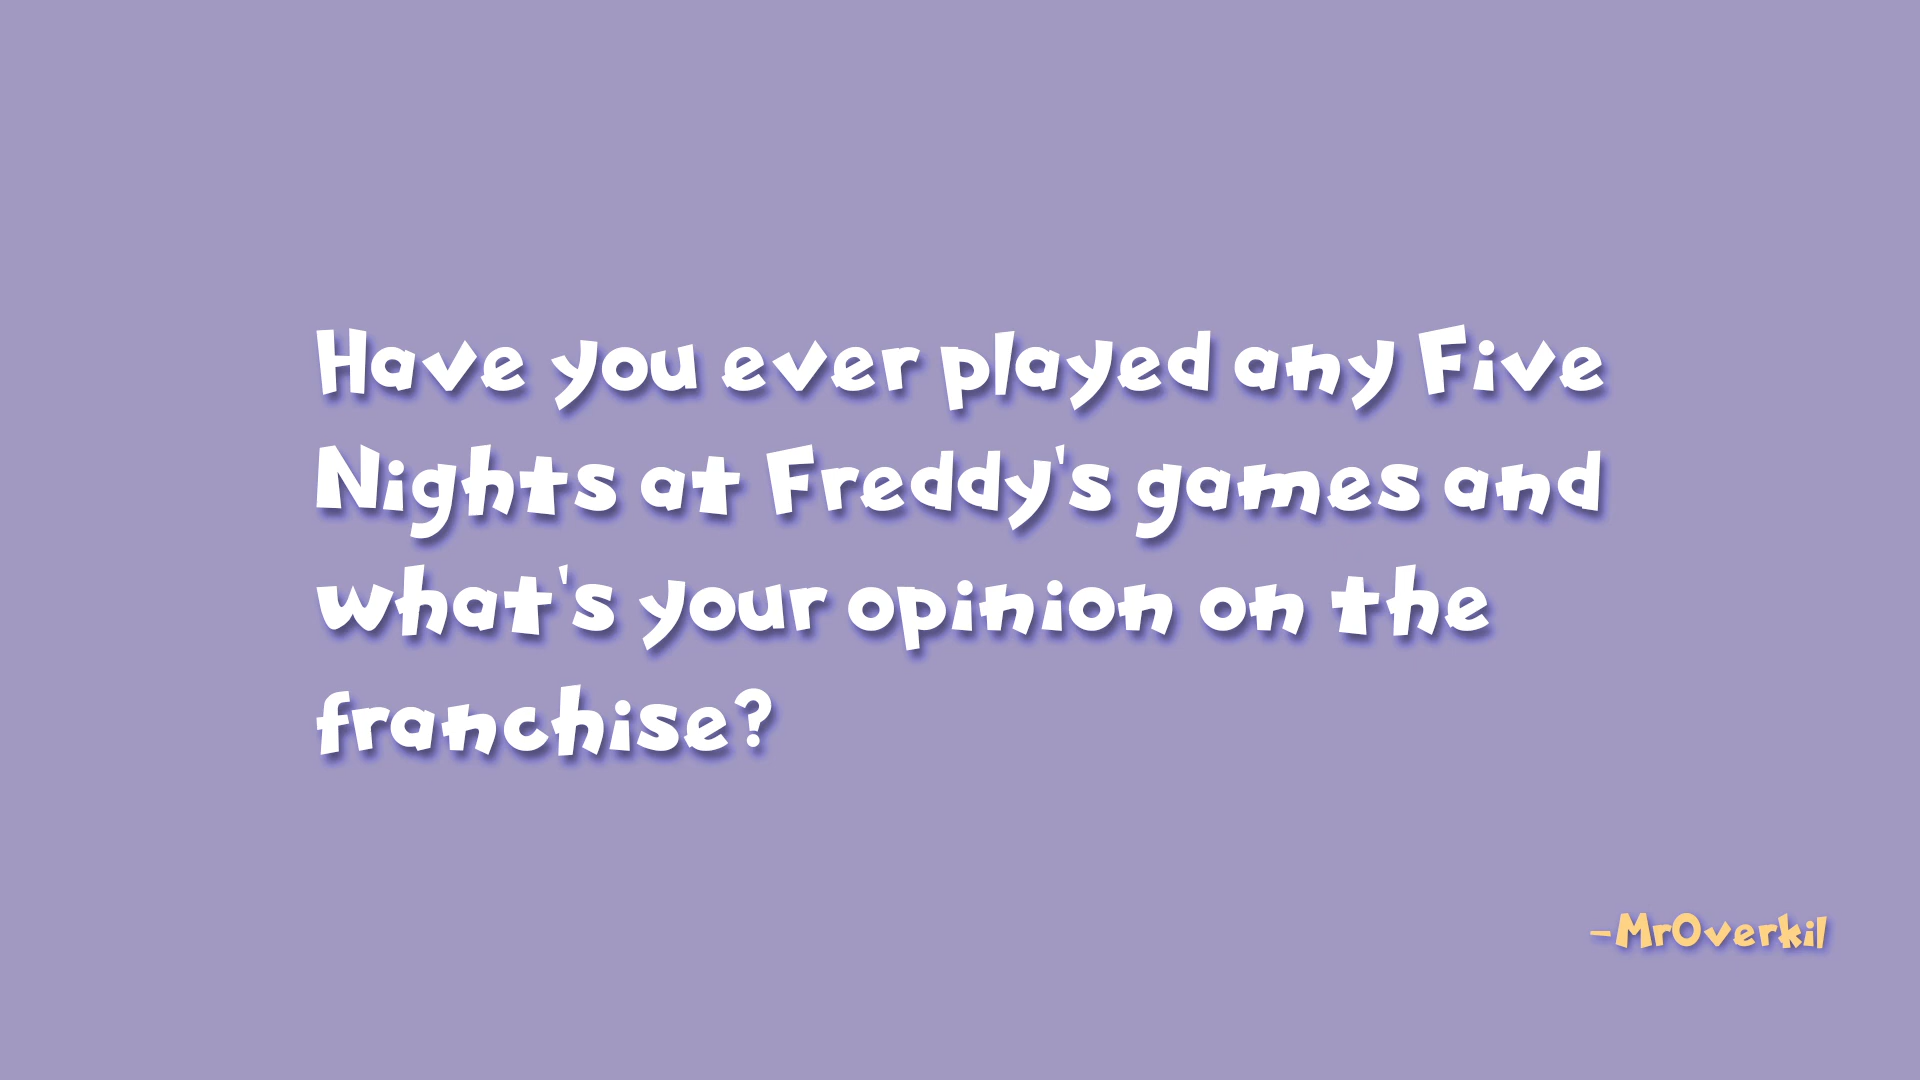 Have you ever played any Five
Nights at Freddy's games and
what's your opinion on the
franchise?
-MrOverkil